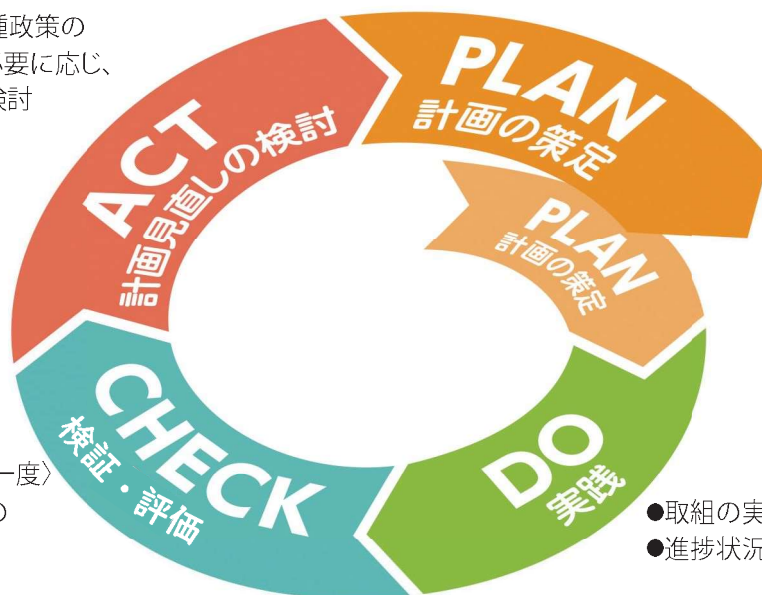 種政策の
必要に応じ、
検討
PLAN
計画の策定
PLAN
計画の策定
DO
実践
●取組の実
●進捗状況
CHECK
検証・評価
一度〉
の
ACT
計画見直しの検討